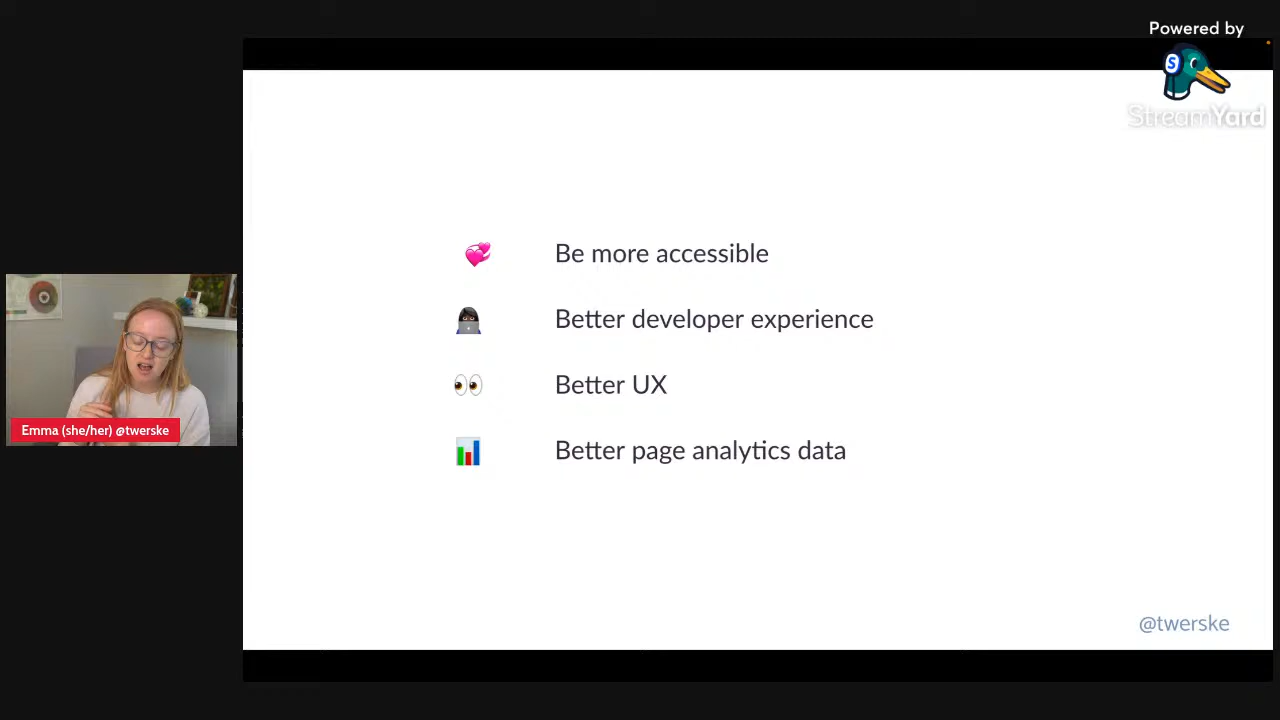 Powered by
StreamYard
Be more accessible
Better developer experience
Better UX
Better page analytics data
Emma (she/her) @twerske
@twerske